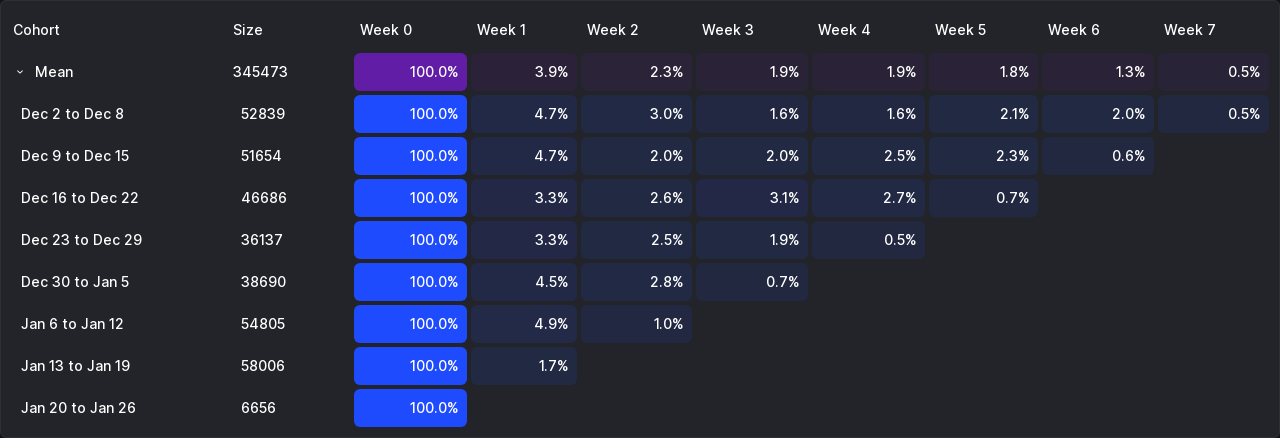 Cohort Size Week 0 Week 1 Week 2 Week 3 Week 4 Week 5 Week 6 Week 7
Mean 345473 100.0% 3.9% 2.3% 1.9% 1.9% 1.8% 1.3% 0.5%
Dec 2 to Dec 8 52839 100.0% 4.7% 3.0% 1.6% 1.6% 2.1% 2.0% 0.5%
Dec 9 to Dec 15 51654 100.0% 4.7% 2.0% 2.0% 2.5% 2.3% 0.6%
Dec 16 to Dec 22 46686 100.0% 3.3% 2.6% 3.1% 2.7% 0.7%
Dec 23 to Dec 29 36137 100.0% 3.3% 2.5% 1.9% 0.5%
Dec 30 to Jan 5 38690 100.0% 4.5% 2.8% 0.7%
Jan 6 to Jan 12 54805 100.0% 4.9% 1.0%
Jan 13 to Jan 19 58006 100.0% 1.7%
Jan 20 to Jan 26 6656 100.0%